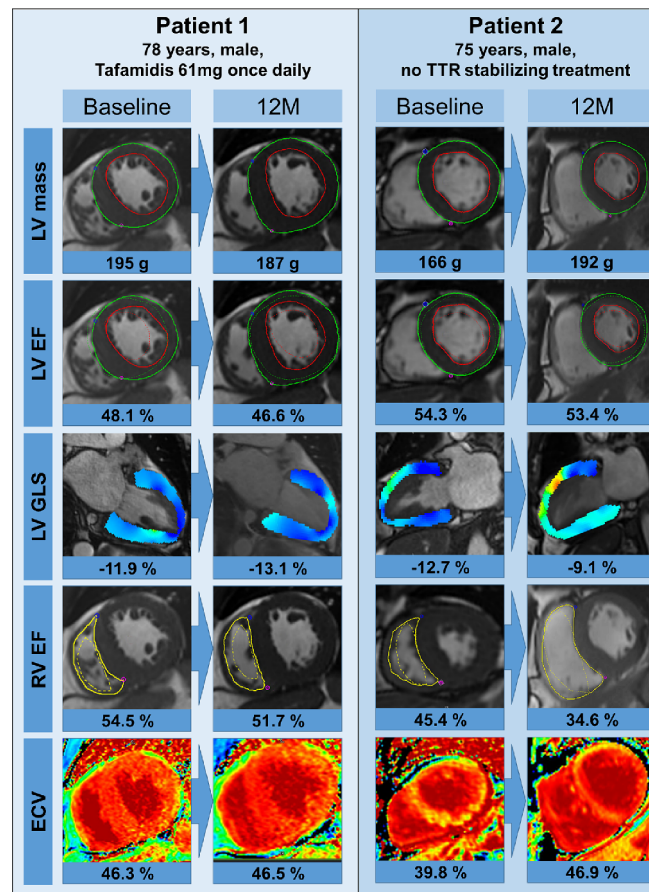 Patient 1
78 years, male,
Tafamidis 61mg once daily
Patient 2
75 years, male,
no TTR stabilizing treatment
Baseline
12M
Baseline
12M
LV mass
195 g
187 g
166 g
192 g
LV EF
48.1 %
46.6 %
54.3 %
53.4 %
LV GLS
-11.9 %
-13.1 %
-12.7 %
-9.1 %
RV EF
54.5 %
51.7 %
45.4 %
34.6 %
ECV
46.3 %
46.5 %
39.8 %
46.9 %